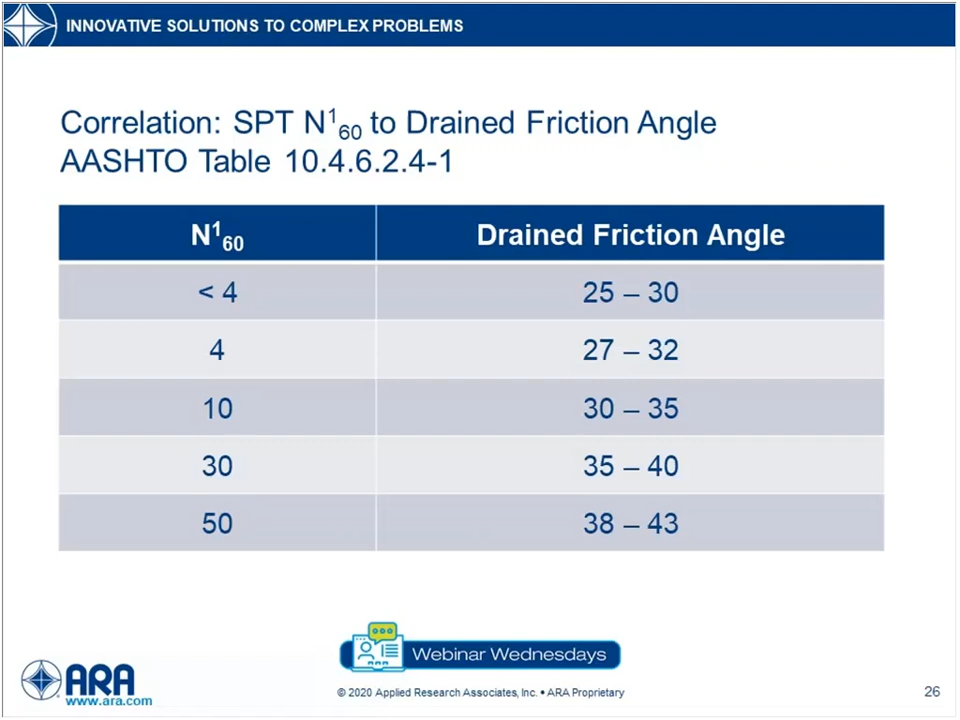 INNOVATIVE SOLUTIONS TO COMPLEX PROBLEMS
Correlation: SPT N¹₆₀ to Drained Friction Angle
AASHTO Table 10.4.6.2.4-1
N¹₆₀ Drained Friction Angle
< 4 25 – 30
4 27 – 32
10 30 – 35
30 35 – 40
50 38 – 43
ARA
Webinar Wednesdays
ARA
www.ara.com
© 2020 Applied Research Associates, Inc. • ARA Proprietary
26